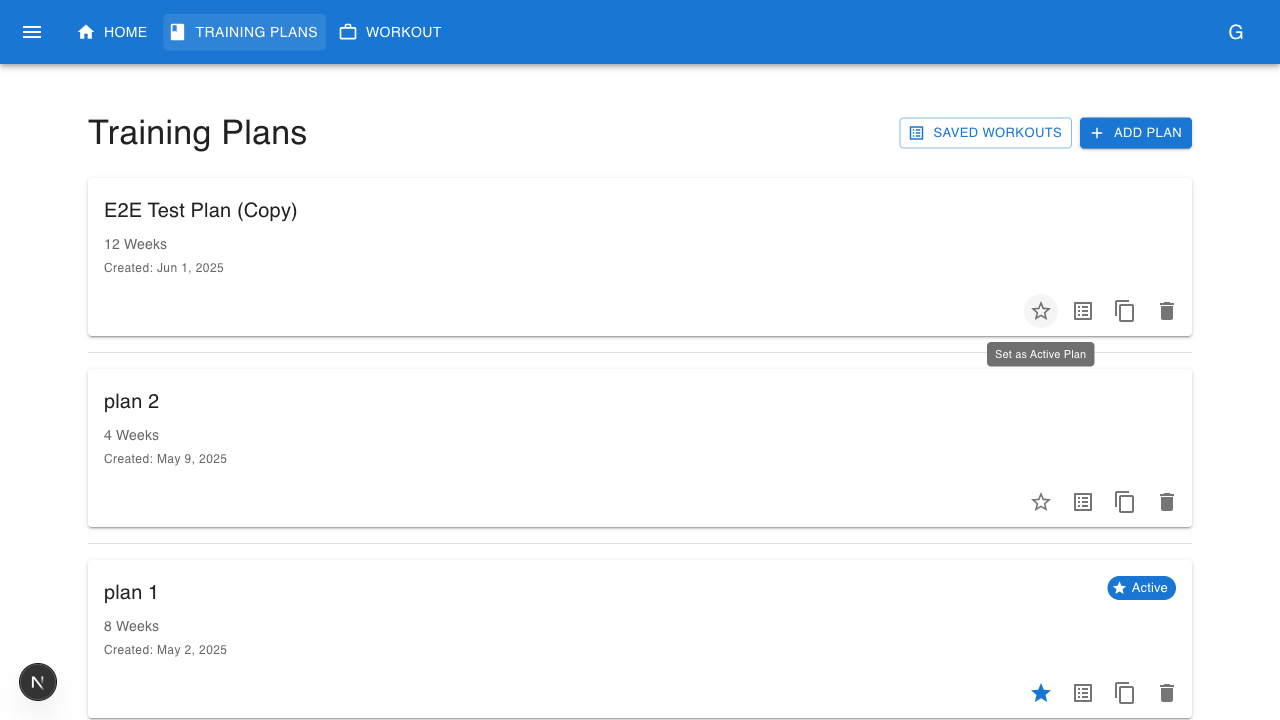 HOME TRAINING PLANS WORKOUT G
Training Plans
SAVED WORKOUTS ADD PLAN
E2E Test Plan (Copy)
12 Weeks
Created: Jun 1, 2025
Set as Active Plan
plan 2
4 Weeks
Created: May 9, 2025
plan 1
Active
8 Weeks
Created: May 2, 2025
N